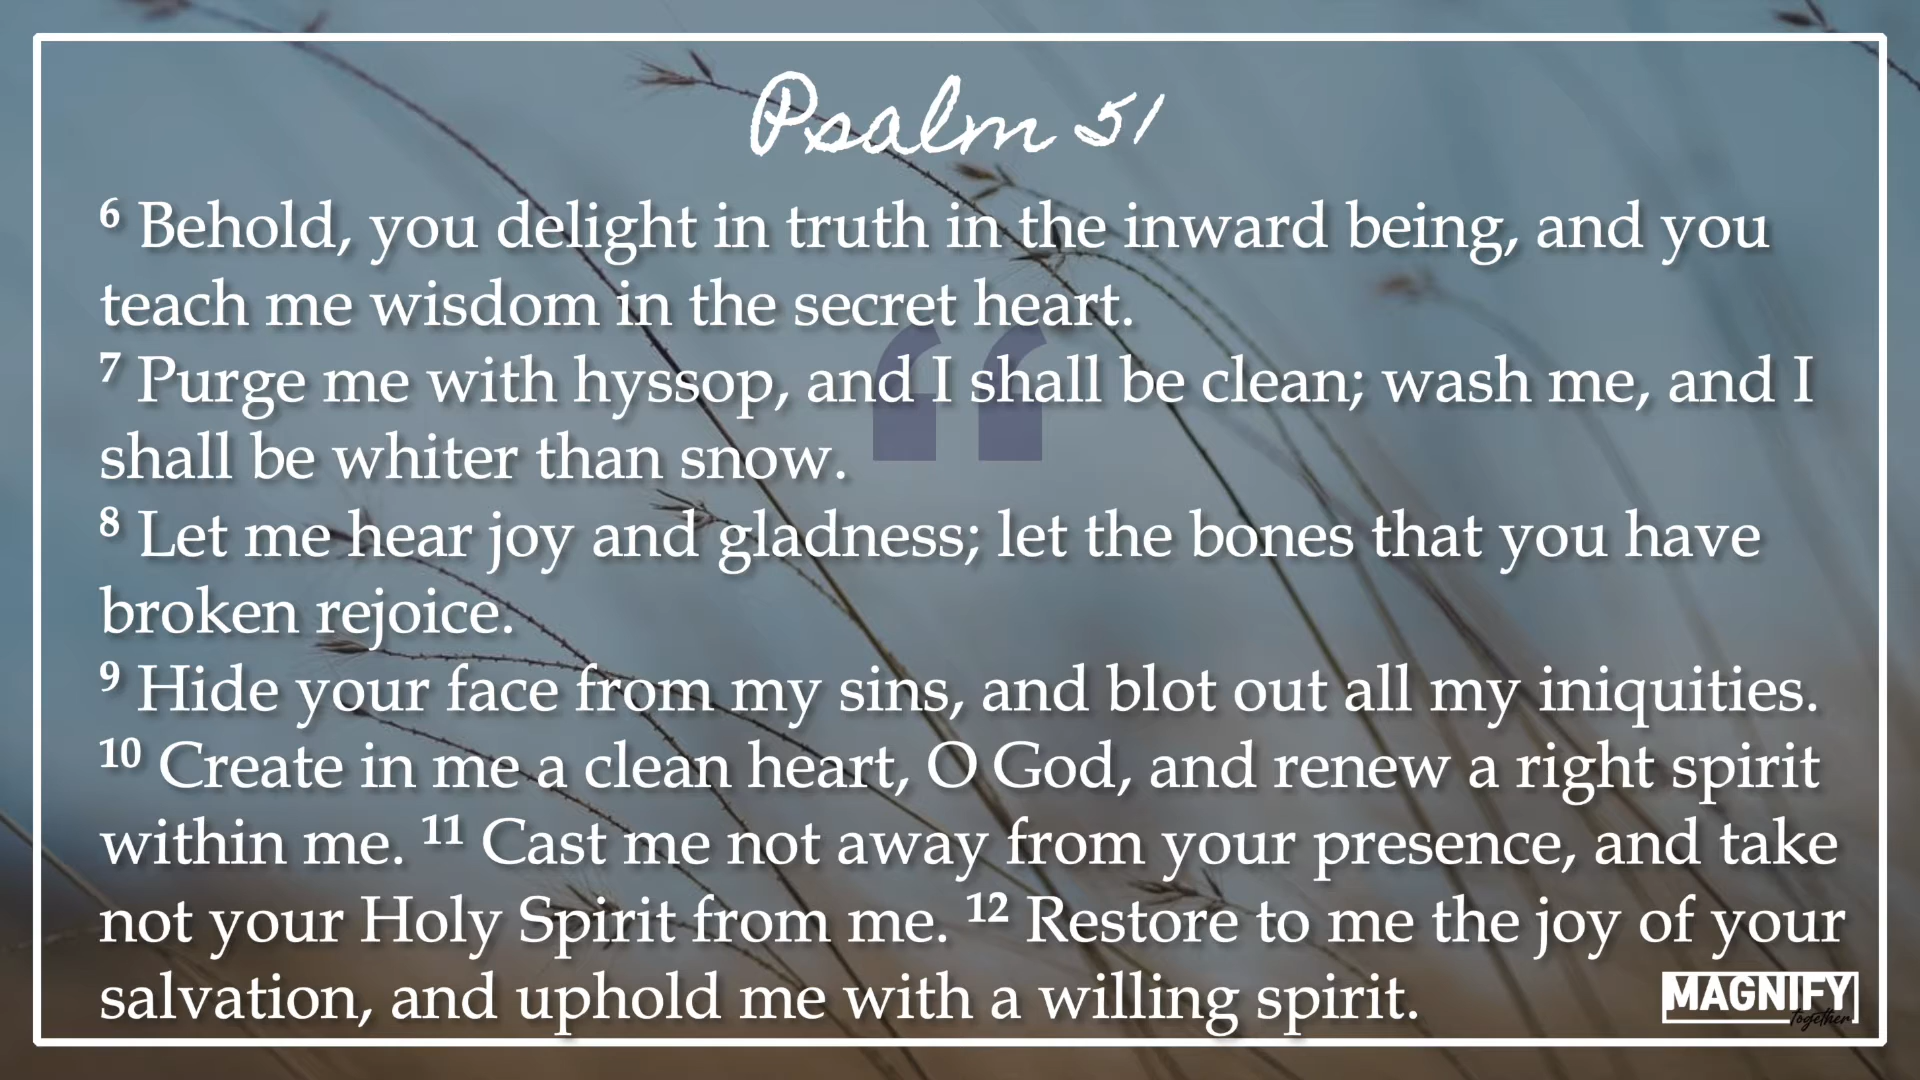 Psalm 51
6 Behold, you delight in truth in the inward being, and you
teach me wisdom in the secret heart.
7 Purge me with hyssop, and I shall be clean; wash me, and I
shall be whiter than snow.
8 Let me hear joy and gladness; let the bones that you have
broken rejoice.
9 Hide your face from my sins, and blot out all my iniquities.
10 Create in me a clean heart, O God, and renew a right spirit
within me. 11 Cast me not away from your presence, and take
not your Holy Spirit from me. 12 Restore to me the joy of your
salvation, and uphold me with a willing spirit.
MAGNIFY
Together